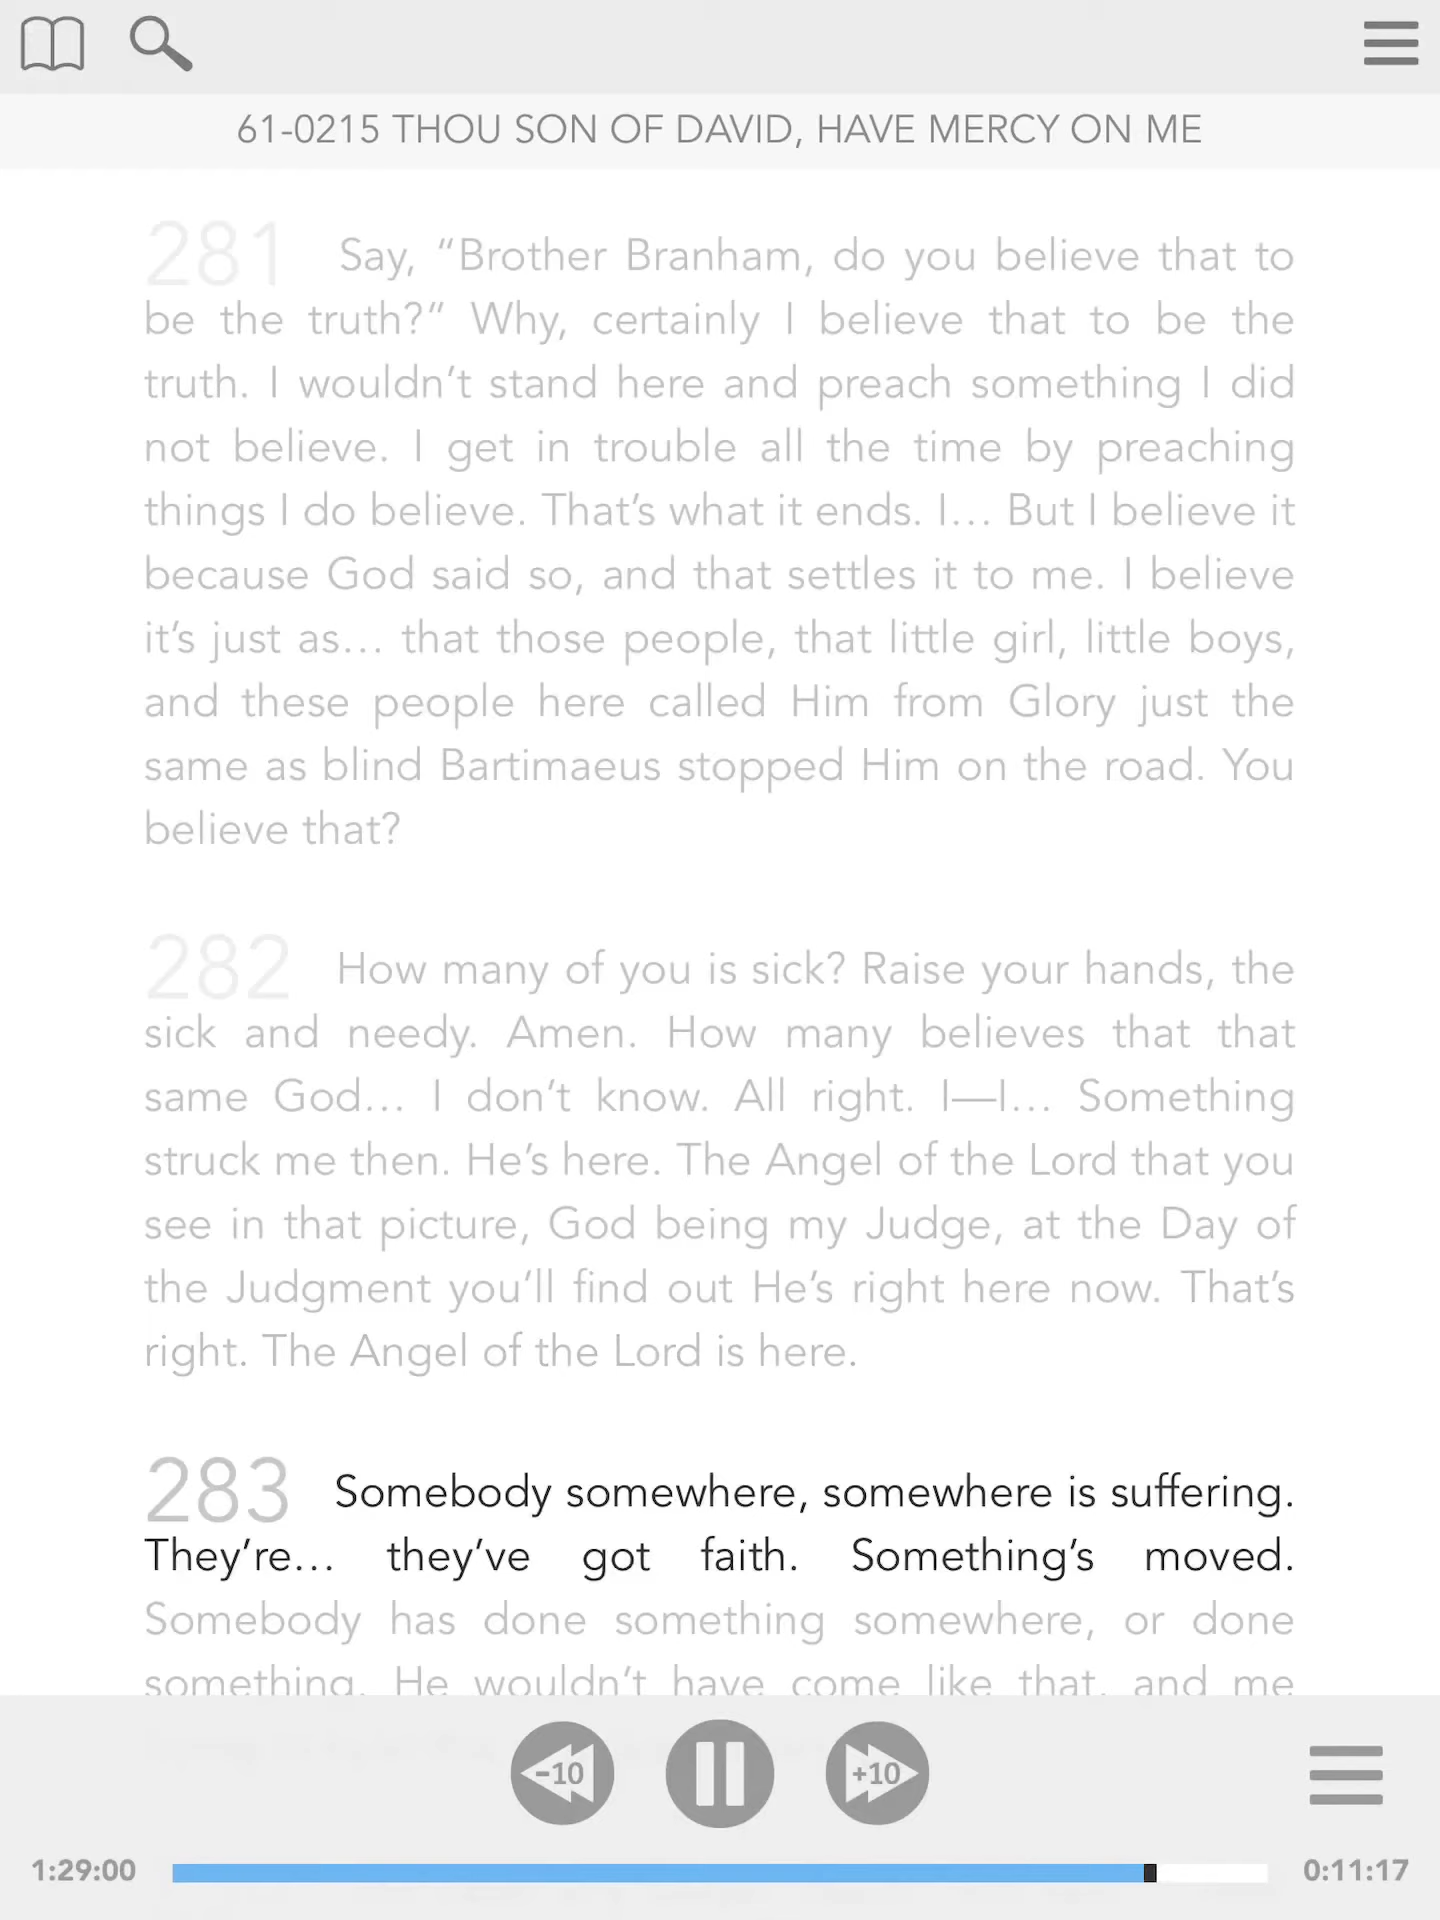 61-0215 THOU SON OF DAVID, HAVE MERCY ON ME
281 Say, “Brother Branham, do you believe that to
be the truth?” Why, certainly I believe that to be the
truth. I wouldn’t stand here and preach something I did
not believe. I get in trouble all the time by preaching
things I do believe. That’s what it ends. I… But I believe it
because God said so, and that settles it to me. I believe
it’s just as… that those people, that little girl, little boys,
and these people here called Him from Glory just the
same as blind Bartimaeus stopped Him on the road. You
believe that?
282 How many of you is sick? Raise your hands, the
sick and needy. Amen. How many believes that that
same God… I don’t know. All right. I—I… Something
struck me then. He’s here. The Angel of the Lord that you
see in that picture, God being my Judge, at the Day of
the Judgment you’ll find out He’s right here now. That’s
right. The Angel of the Lord is here.
283 Somebody somewhere, somewhere is suffering.
They’re… they’ve got faith. Something’s moved.
Somebody has done something somewhere, or done
something. He wouldn’t have come like that, and me
-10 +10
1:29:00 0:11:17